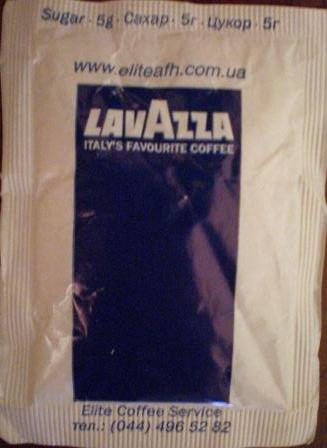 Sugar · 5g · Сахар · 5г · Цукор · 5г
www.eliteafh.com.ua
LAVAZZA
ITALY'S FAVOURITE COFFEE
Elite Coffee Service
тел.: (044) 496 52 82